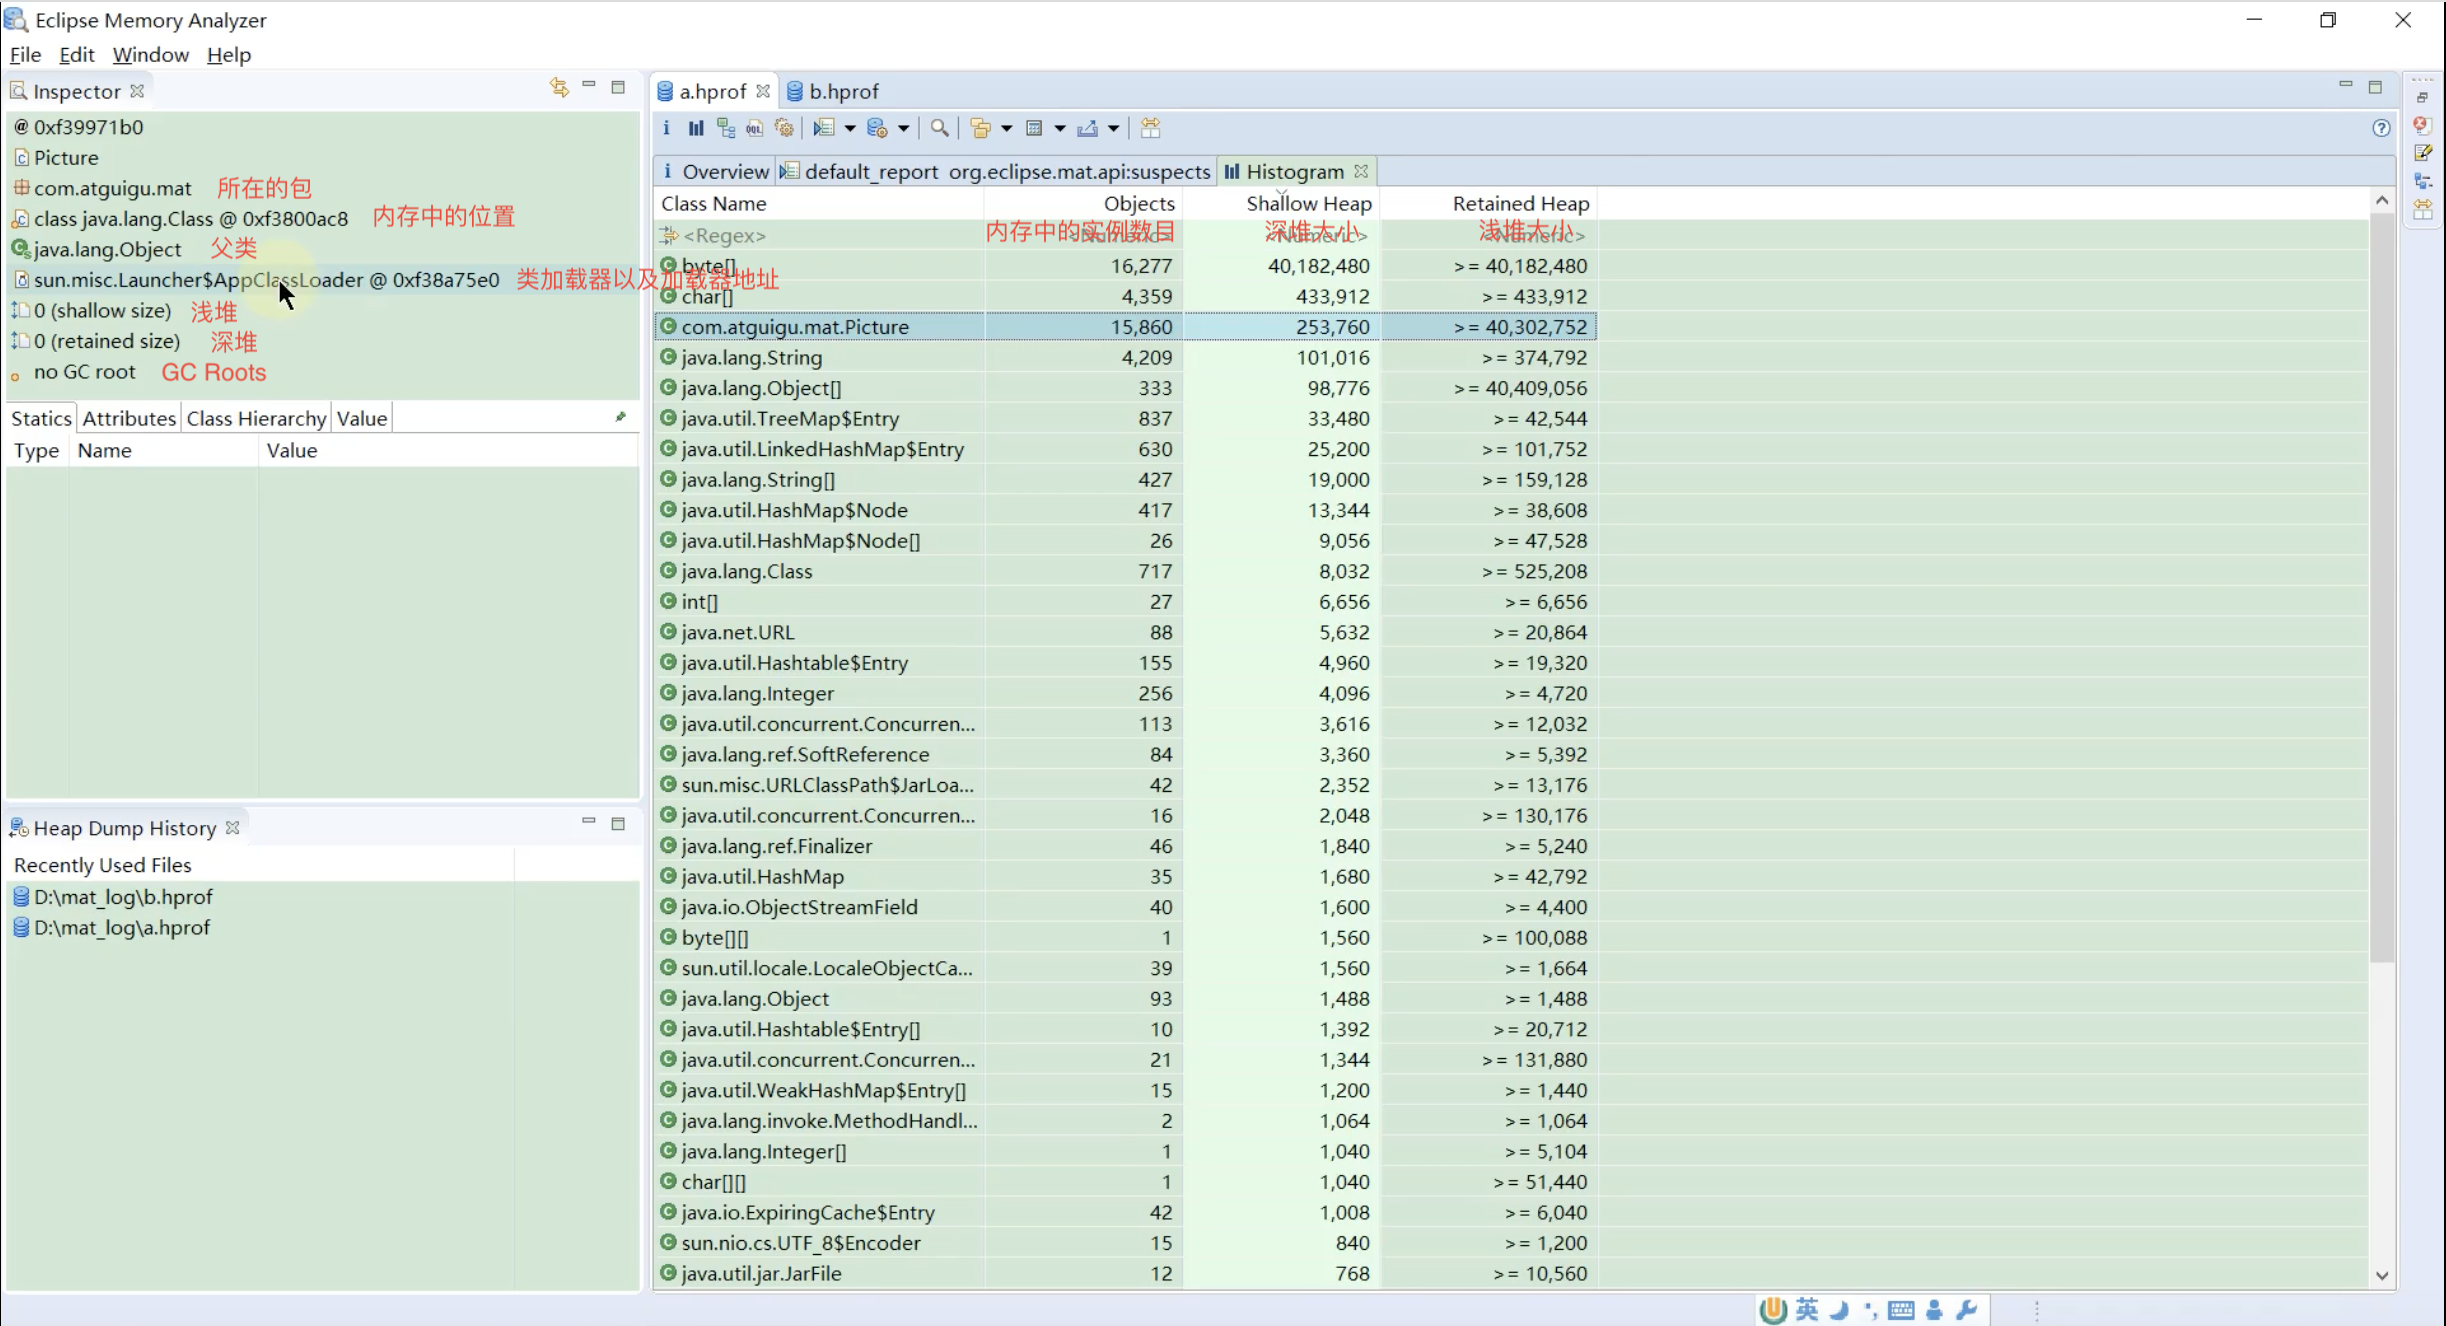 Eclipse Memory Analyzer
File Edit Window Help
Inspector
@ 0xf39971b0
Picture
com.atguigu.mat 所在的包
class java.lang.Class @ 0xf3800ac8 内存中的位置
java.lang.Object 父类
sun.misc.Launcher$AppClassLoader @ 0xf38a75e0 类加载器以及加载器地址
0 (shallow size) 浅堆
0 (retained size) 深堆
no GC root GC Roots
Statics Attributes Class Hierarchy Value
Type Name Value
Heap Dump History
Recently Used Files
D:\mat_log\b.hprof
D:\mat_log\a.hprof
a.hprof b.hprof
Overview default_report org.eclipse.mat.api:suspects Histogram
Class Name Objects Shallow Heap Retained Heap
<Regex> 内存中的实例数目 <Numeric> 深堆大小 <Numeric> 浅堆大小 <Numeric>
byte[] 16,277 40,182,480 >= 40,182,480
char[] 4,359 433,912 >= 433,912
com.atguigu.mat.Picture 15,860 253,760 >= 40,302,752
java.lang.String 4,209 101,016 >= 374,792
java.lang.Object[] 333 98,776 >= 40,409,056
java.util.TreeMap$Entry 837 33,480 >= 42,544
java.util.LinkedHashMap$Entry 630 25,200 >= 101,752
java.lang.String[] 427 19,000 >= 159,128
java.util.HashMap$Node 417 13,344 >= 38,608
java.util.HashMap$Node[] 26 9,056 >= 47,528
java.lang.Class 717 8,032 >= 525,208
int[] 27 6,656 >= 6,656
java.net.URL 88 5,632 >= 20,864
java.util.Hashtable$Entry 155 4,960 >= 19,320
java.lang.Integer 256 4,096 >= 4,720
java.util.concurrent.Concurren... 113 3,616 >= 12,032
java.lang.ref.SoftReference 84 3,360 >= 5,392
sun.misc.URLClassPath$JarLoa... 42 2,352 >= 13,176
java.util.concurrent.Concurren... 16 2,048 >= 130,176
java.lang.ref.Finalizer 46 1,840 >= 5,240
java.util.HashMap 35 1,680 >= 42,792
java.io.ObjectStreamField 40 1,600 >= 4,400
byte[][] 1 1,560 >= 100,088
sun.util.locale.LocaleObjectCa... 39 1,560 >= 1,664
java.lang.Object 93 1,488 >= 1,488
java.util.Hashtable$Entry[] 10 1,392 >= 20,712
java.util.concurrent.Concurren... 21 1,344 >= 131,880
java.util.WeakHashMap$Entry[] 15 1,200 >= 1,440
java.lang.invoke.MethodHandl... 2 1,064 >= 1,064
java.lang.Integer[] 1 1,040 >= 5,104
char[][] 1 1,040 >= 51,440
java.io.ExpiringCache$Entry 42 1,008 >= 6,040
sun.nio.cs.UTF_8$Encoder 15 840 >= 1,200
java.util.jar.JarFile 12 768 >= 10,560
英